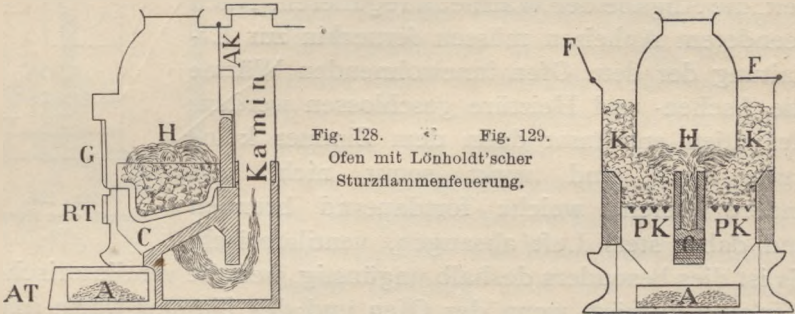 AK
Kamin
H
G
RT
C
AT
A
Fig. 128. Fig. 129.
Ofen mit Lönholdt'scher
Sturzflammenfeuerung.
F
F
K
K
H
PK
PK
C
A